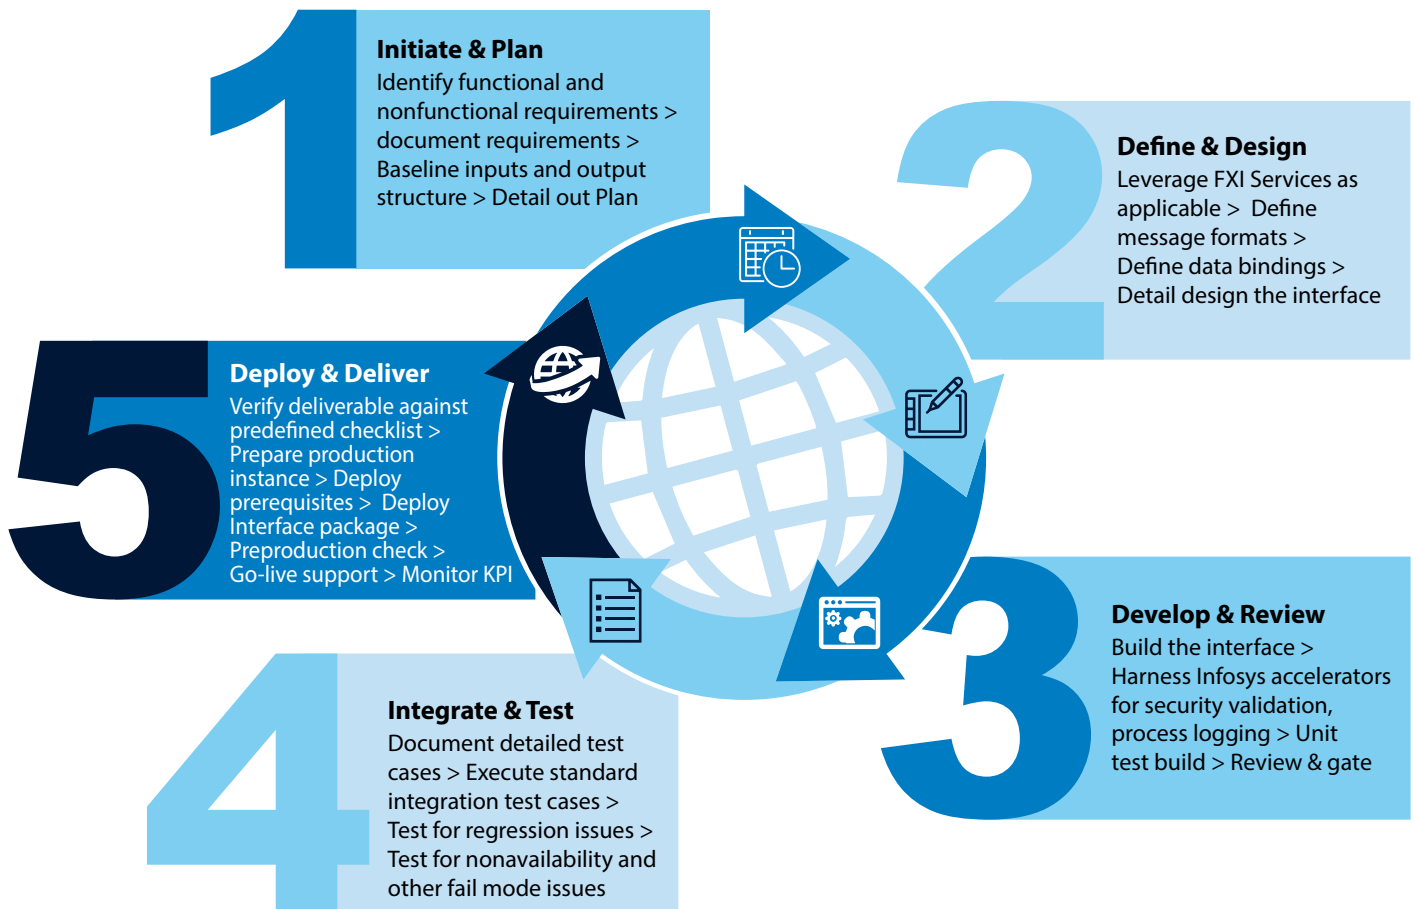 1
Initiate & Plan
Identify functional and
nonfunctional requirements >
document requirements >
Baseline inputs and output
structure > Detail out Plan
2
Define & Design
Leverage FXI Services as
applicable > Define
message formats >
Define data bindings >
Detail design the interface
3
Develop & Review
Build the interface >
Harness Infosys accelerators
for security validation,
process logging > Unit
test build > Review & gate
4
Integrate & Test
Document detailed test
cases > Execute standard
integration test cases >
Test for regression issues >
Test for nonavailability and
other fail mode issues
5
Deploy & Deliver
Verify deliverable against
predefined checklist >
Prepare production
instance > Deploy
prerequisites > Deploy
Interface package >
Preproduction check >
Go-live support > Monitor KPI